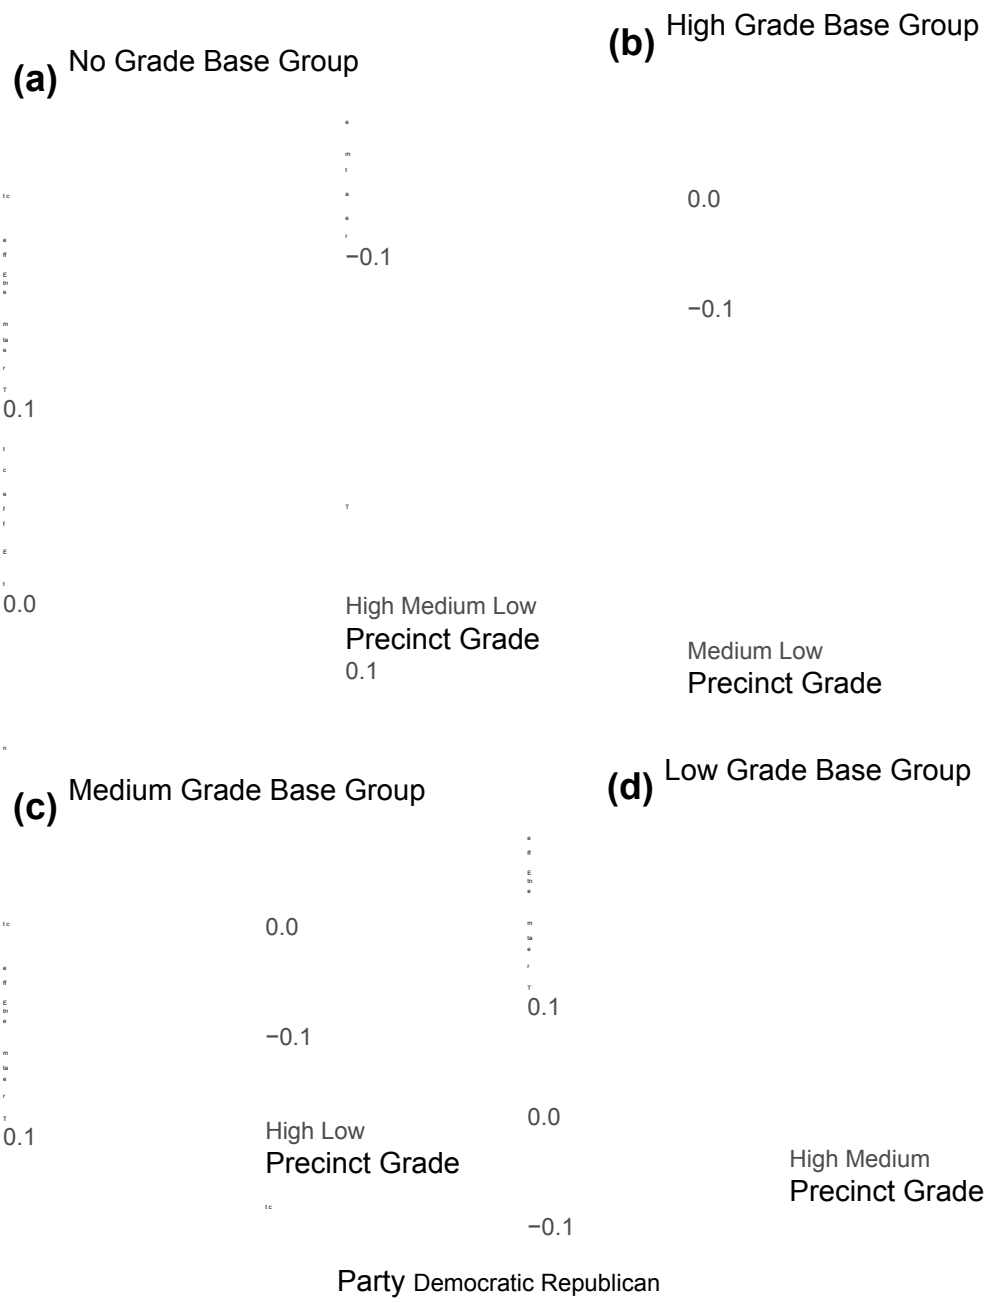 (a) No Grade Base Group
(b) High Grade Base Group
0.0
−0.1
−0.1
0.1
0.0
High Medium Low
Precinct Grade
0.1
Medium Low
Precinct Grade
(c) Medium Grade Base Group
(d) Low Grade Base Group
0.0
−0.1
0.1
0.1
0.0
High Low
Precinct Grade
High Medium
Precinct Grade
−0.1
Party Democratic Republican